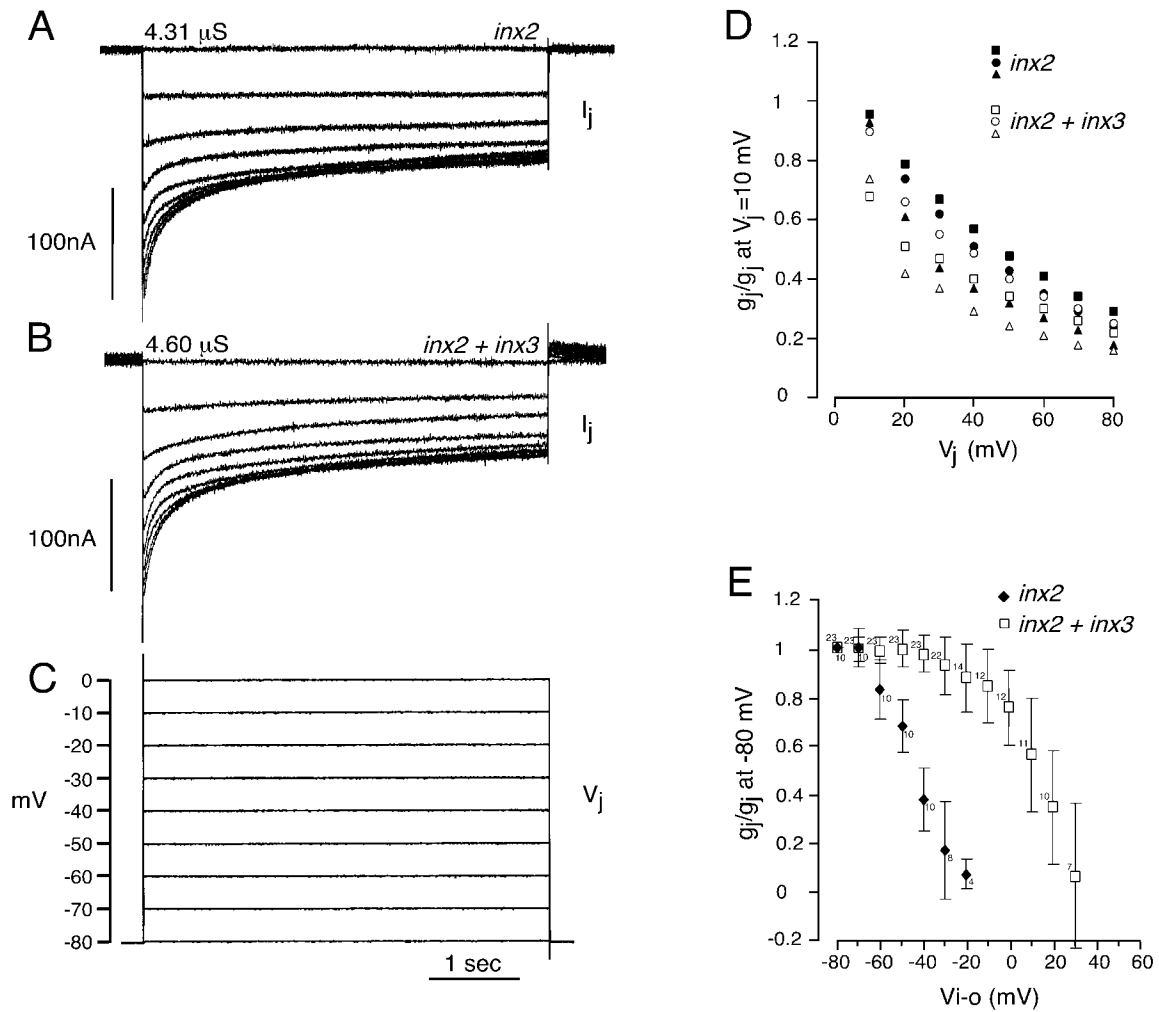 A
4.31 μS
inx2
Ij
100nA
B
4.60 μS
inx2 + inx3
Ij
100nA
C
0
-10
-20
-30
-40
-50
-60
-70
-80
mV
Vj
1 sec
D
1.2
1
0.8
0.6
0.4
0.2
0
gj/gj at Vj=10 mV
inx2
inx2 + inx3
0
20
40
60
80
Vj (mV)
E
1.2
1
0.8
0.6
0.4
0.2
0
-0.2
gj/gj at -80 mV
inx2
inx2 + inx3
23
23
23
23
23
22
14
12
12
11
10
7
10
10
10
10
10
8
4
-80
-60
-40
-20
0
20
40
60
Vi-o (mV)